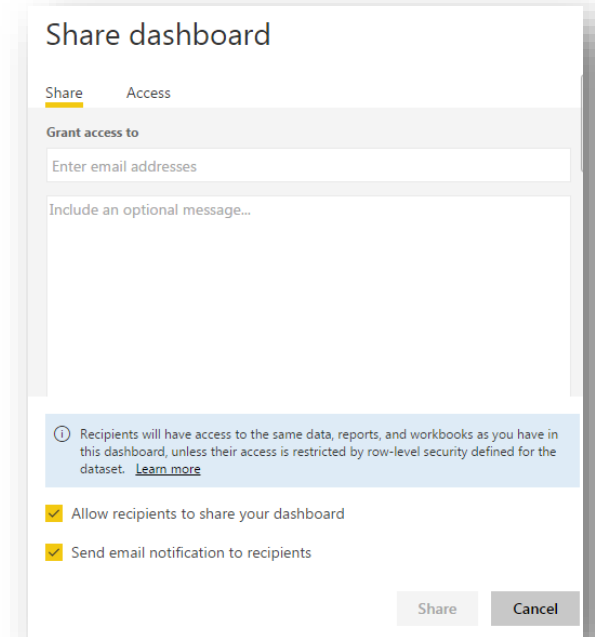 Share dashboard
Share Access
Grant access to
Enter email addresses
Include an optional message...
Recipients will have access to the same data, reports, and workbooks as you have in
this dashboard, unless their access is restricted by row-level security defined for the
dataset. Learn more
Allow recipients to share your dashboard
Send email notification to recipients
Share Cancel